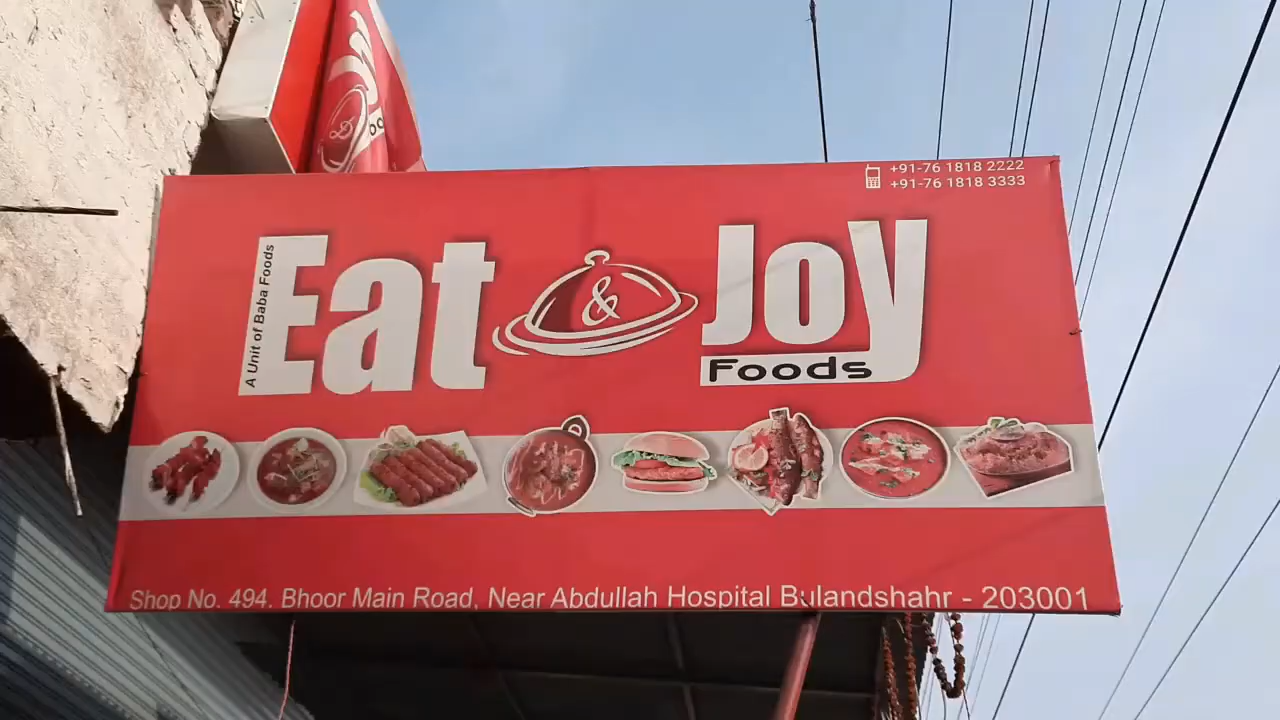 +91-76 1818 2222
+91-76 1818 3333
A Unit of Baba Foods
Eat & Joy
Foods
Shop No. 494. Bhoor Main Road, Near Abdullah Hospital Bulandshahr - 203001